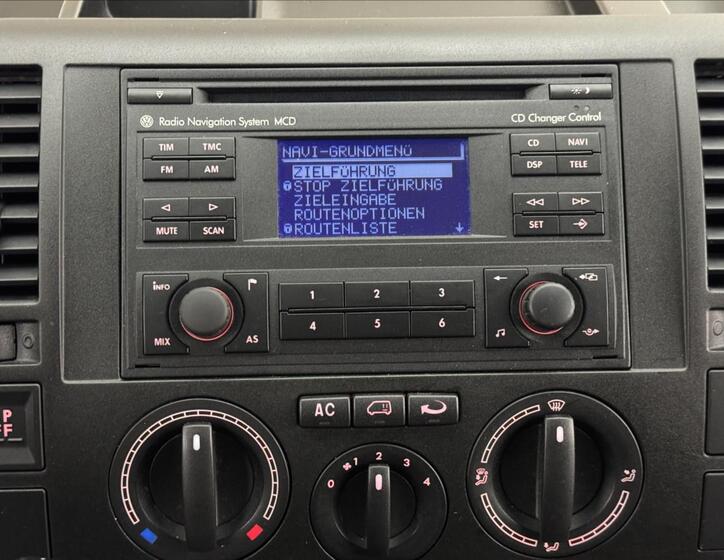 Radio Navigation System MCD
CD Changer Control
TIM TMC
FM AM
MUTE SCAN
NAVI-GRUNDMENÜ
ZIELFÜHRUNG
STOP ZIELFÜHRUNG
ZIELEINGABE
ROUTENOPTIONEN
ROUTENLISTE
CD NAVI
DSP TELE
SET
INFO
MIX AS
1 2 3
4 5 6
P
FF
AC
0 1 2 3 4